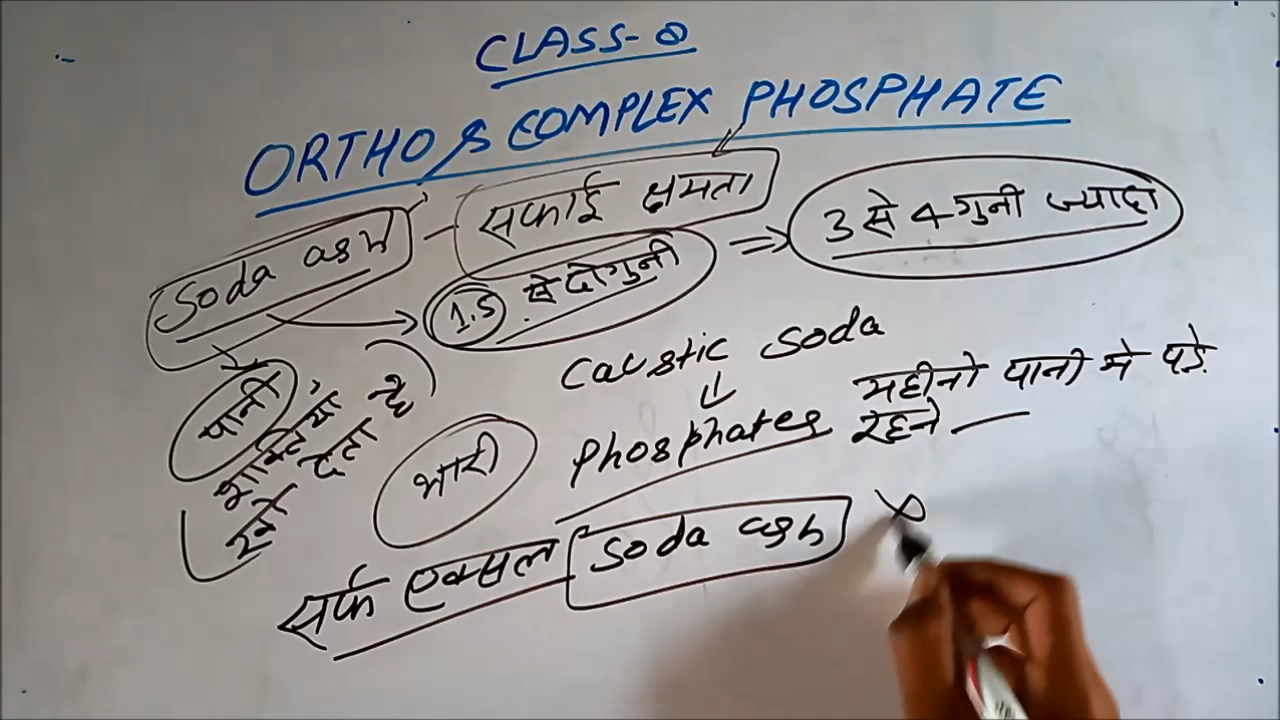 CLASS-8
ORTHO & COMPLEX PHOSPHATE
Soda ash - सफाई क्षमता
1.5 से दोगुनी => 3 से 4 गुनी ज्यादा
पानी
भारी
Caustic soda
Phosphates
महीनो पानी मे पड़े
रहने
सर्फ एक्सल Soda ash